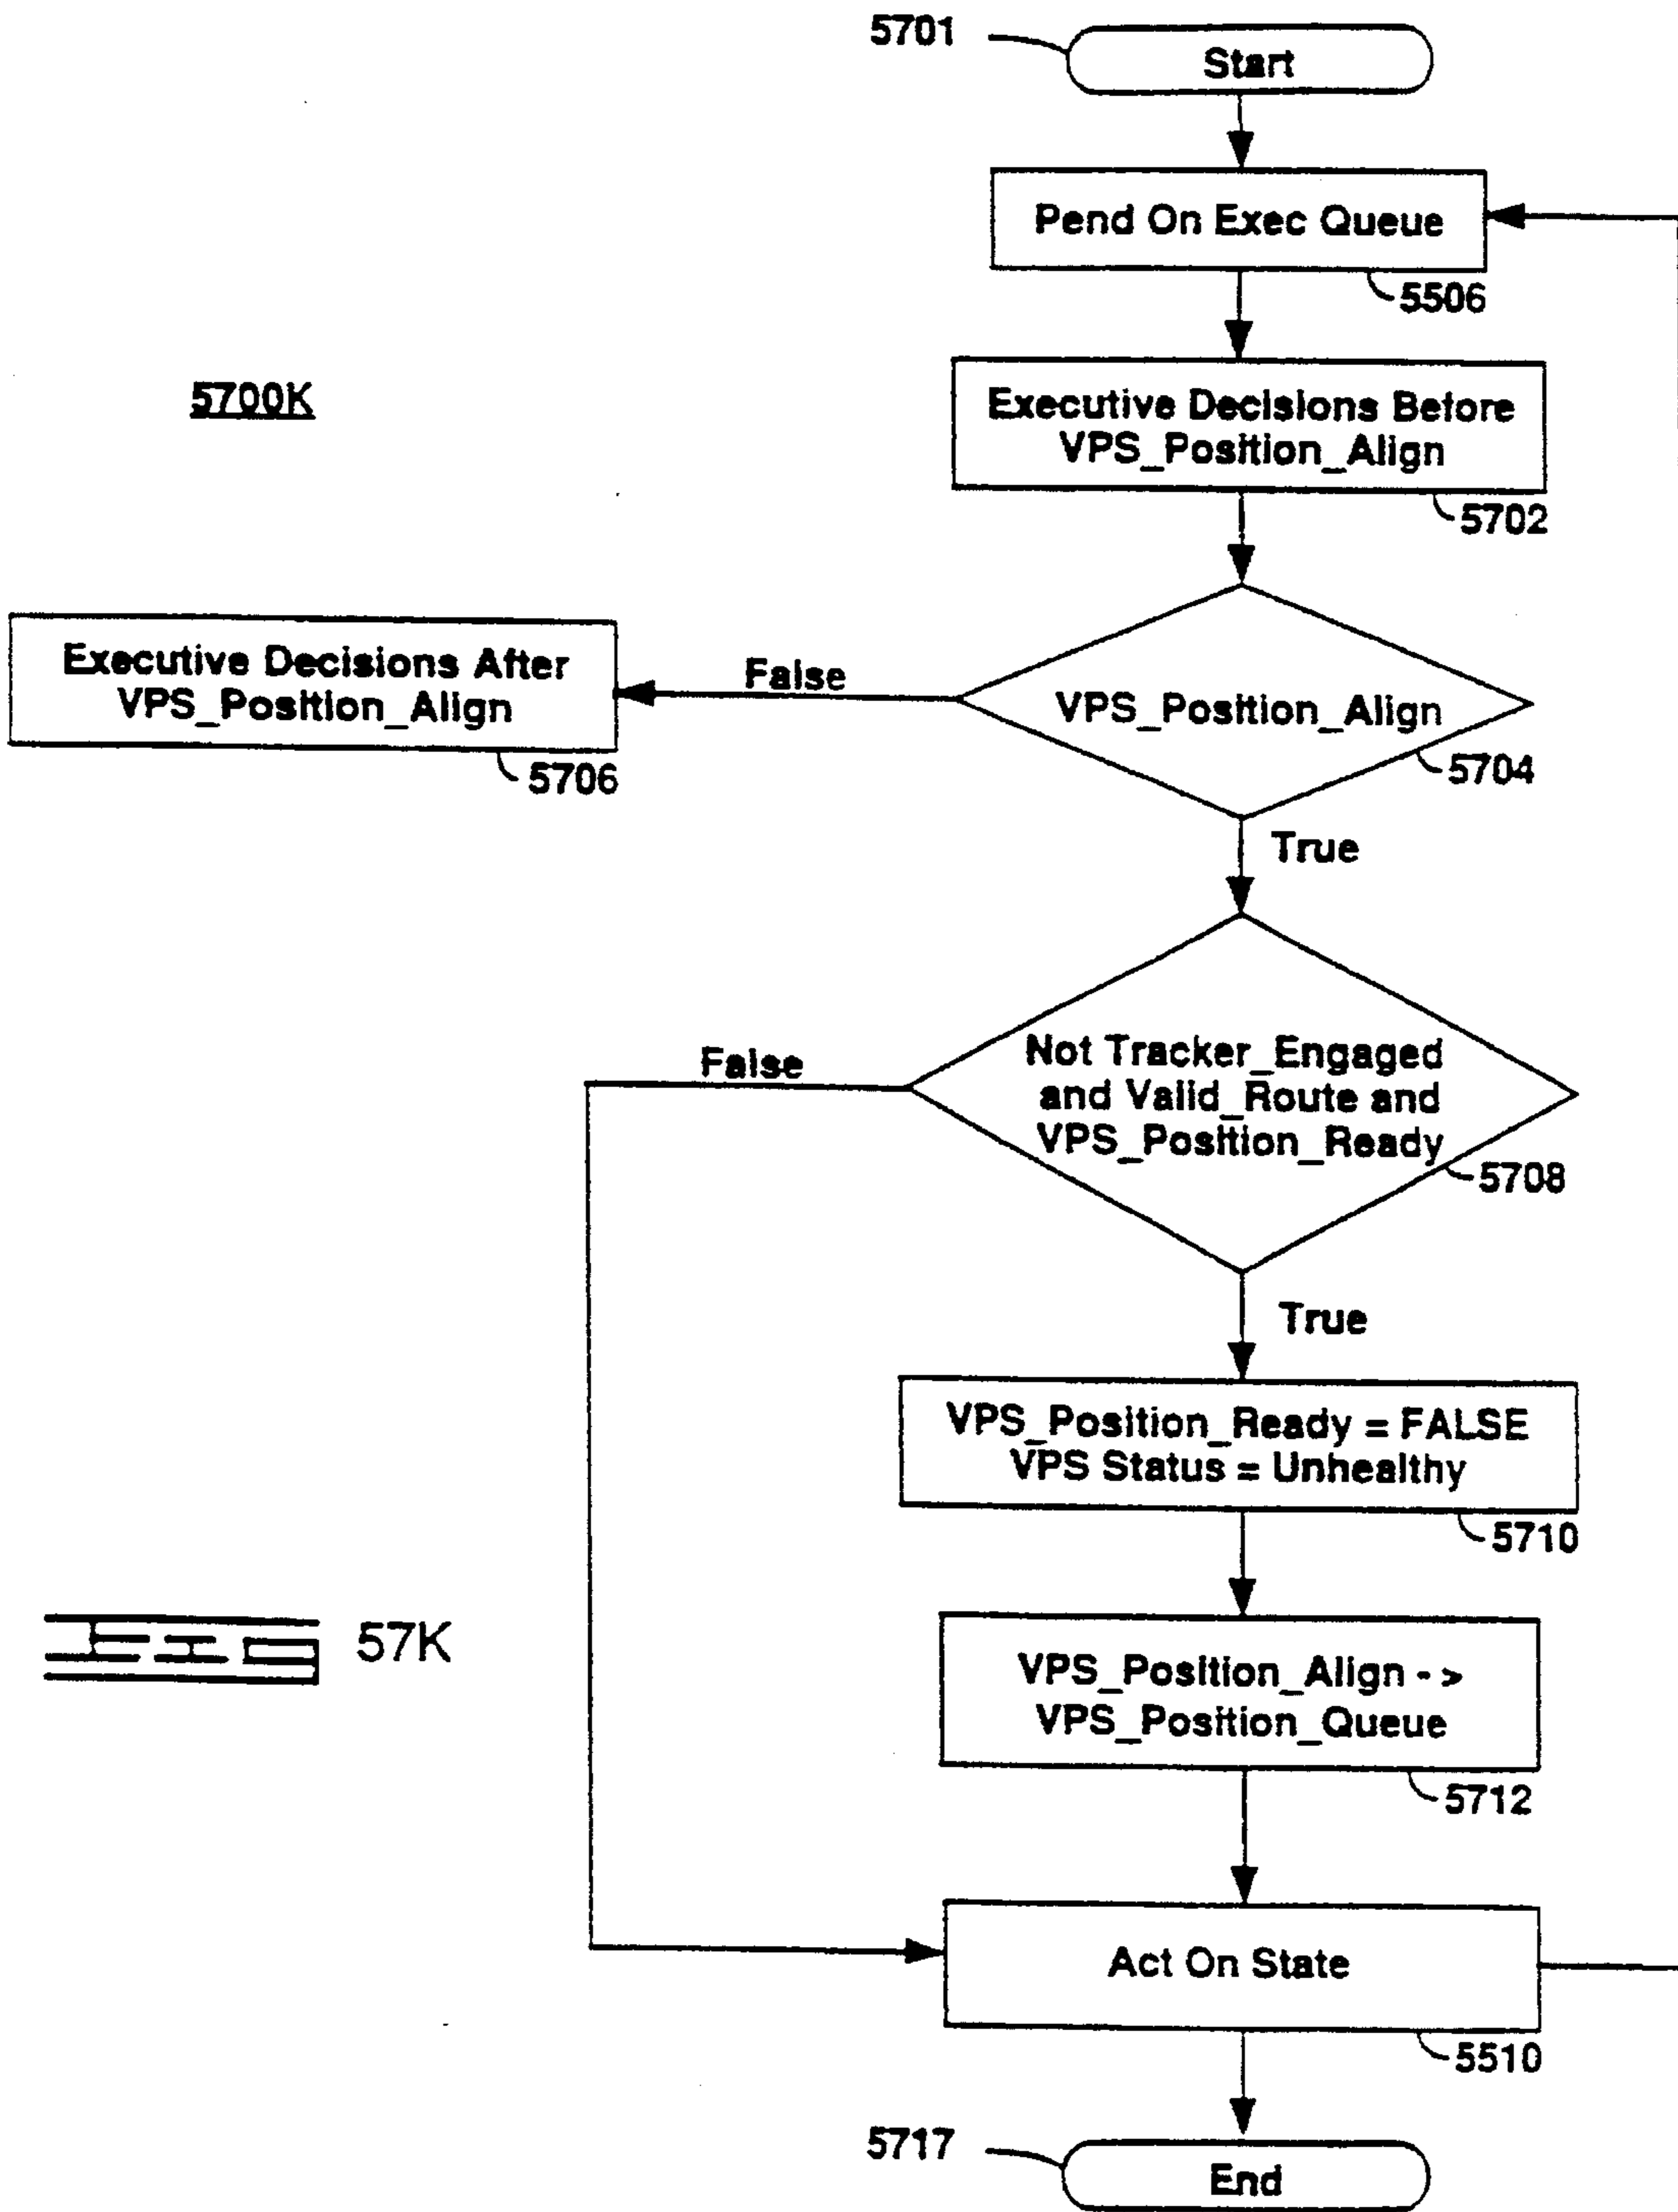 5701
Start
Pend On Exec Queue
5506
5700K
Executive Decisions Before
VPS_Position_Align
5702
Executive Decisions After
VPS_Position_Align
5706
False
VPS_Position_Align
5704
True
False
Not Tracker_Engaged
and Valid_Route and
VPS_Position_Ready
5708
True
VPS_Position_Ready = FALSE
VPS Status = Unhealthy
5710
FIG 57K
VPS_Position_Align - >
VPS_Position_Queue
5712
Act On State
5510
5717
End